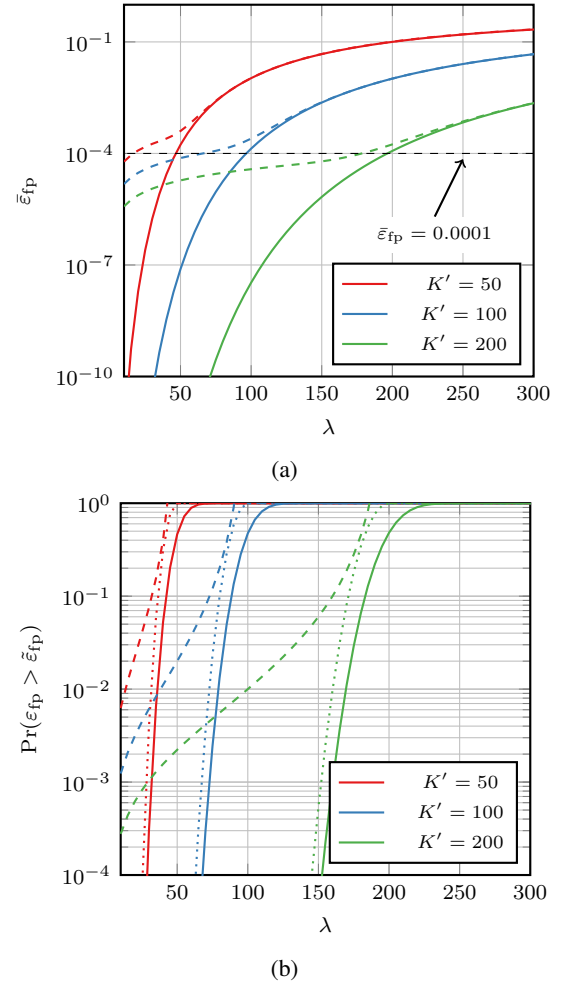 10⁻¹
10⁻⁴
10⁻⁷
10⁻¹⁰
ε̄_fp
ε̄_fp = 0.0001
K′ = 50
K′ = 100
K′ = 200
50 100 150 200 250 300
λ
(a)
10⁰
10⁻¹
10⁻²
10⁻³
10⁻⁴
Pr(ε_fp > ε̃_fp)
K′ = 50
K′ = 100
K′ = 200
50 100 150 200 250 300
λ
(b)